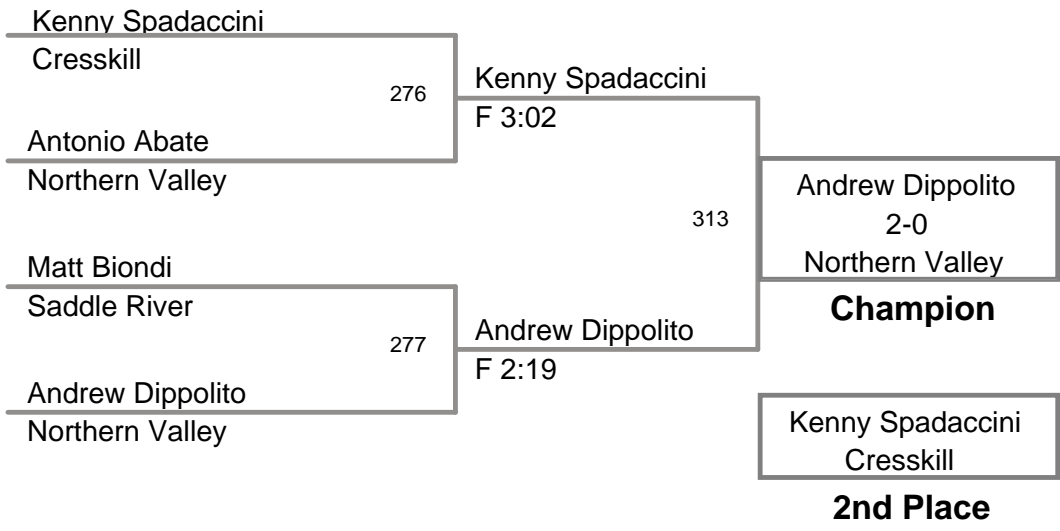 Kenny Spadaccini
Cresskill
276
Antonio Abate
Northern Valley
Kenny Spadaccini
F 3:02
Matt Biondi
Saddle River
277
Andrew Dippolito
Northern Valley
Andrew Dippolito
F 2:19
313
Andrew Dippolito
2-0
Northern Valley
Champion
Kenny Spadaccini
Cresskill
2nd Place